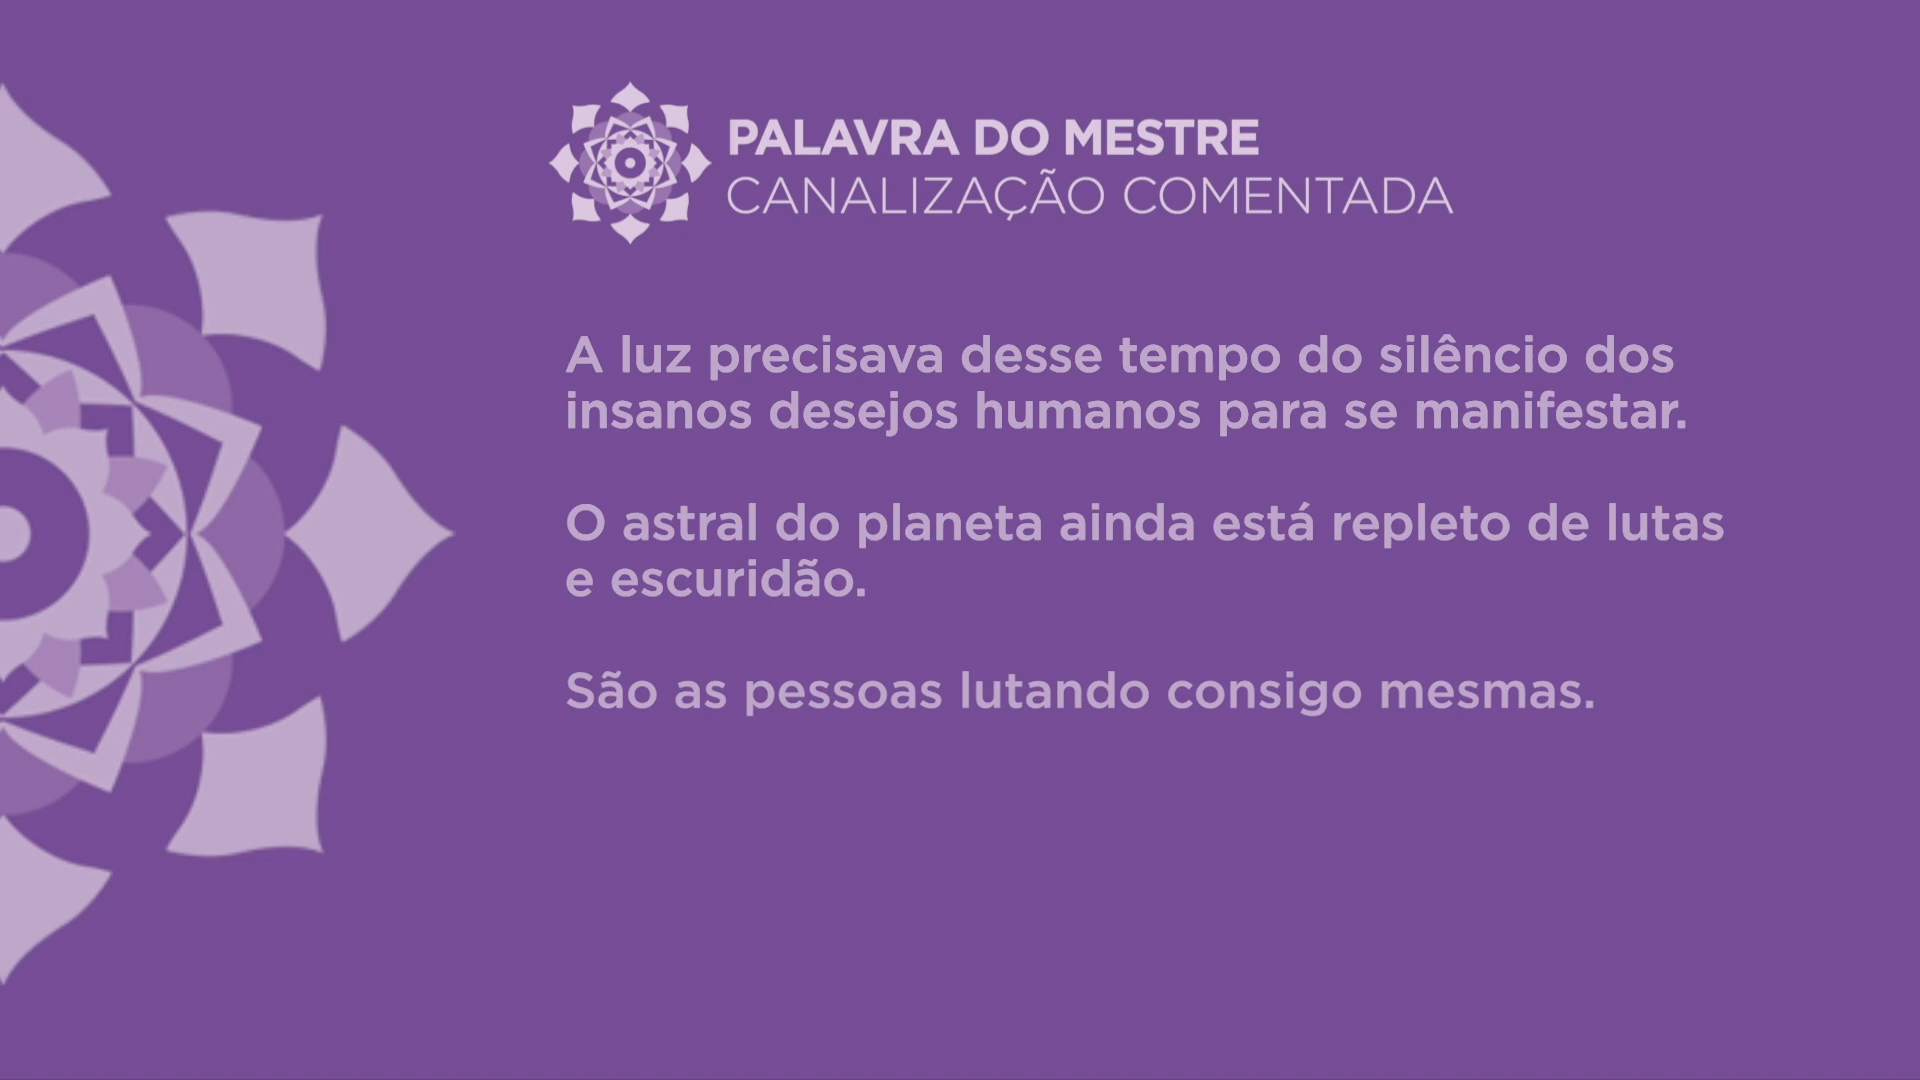 PALAVRA DO MESTRE
CANALIZAÇÃO COMENTADA
A luz precisava desse tempo do silêncio dos
insanos desejos humanos para se manifestar.
O astral do planeta ainda está repleto de lutas
e escuridão.
São as pessoas lutando consigo mesmas.